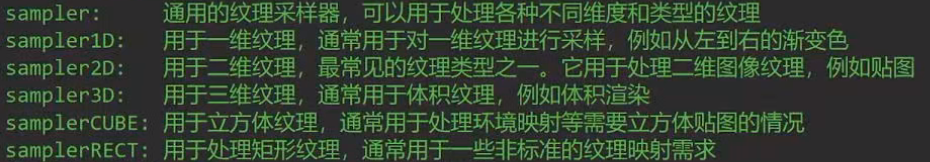 sampler: 通用的纹理采样器，可以用于处理各种不同维度和类型的纹理
sampler1D: 用于一维纹理，通常用于对一维纹理进行采样，例如从左到右的渐变色
sampler2D: 用于二维纹理，最常见的纹理类型之一。它用于处理二维图像纹理，例如贴图
sampler3D: 用于三维纹理，通常用于体积纹理，例如体积渲染
samplerCUBE: 用于立方体纹理，通常用于处理环境映射等需要立方体贴图的情况
samplerRECT: 用于处理矩形纹理，通常用于一些非标准的纹理映射需求